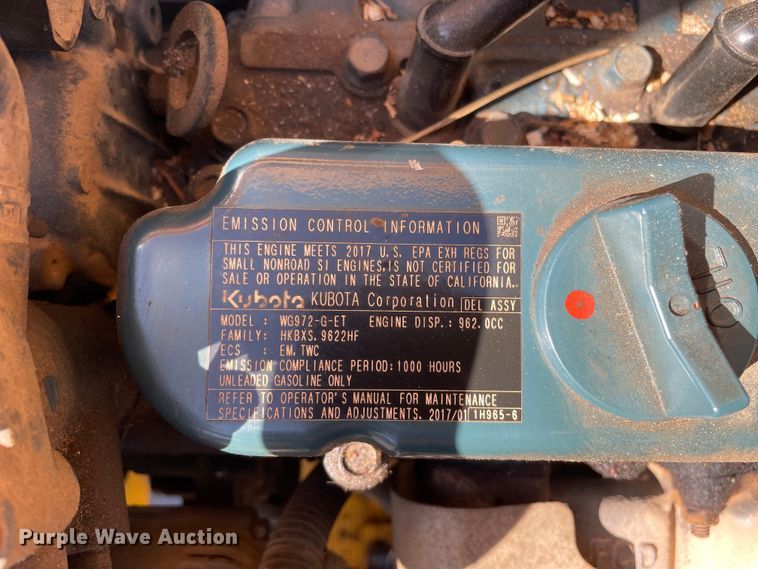 EMISSION CONTROL INFORMATION
THIS ENGINE MEETS 2017 U.S. EPA EXH REGS FOR
SMALL NONROAD SI ENGINES.IS NOT CERTIFIED FOR
SALE OR OPERATION IN THE STATE OF CALIFORNIA.
Kubota KUBOTA Corporation DEL ASSY
MODEL : WG972-G-ET ENGINE DISP.: 962.0CC
FAMILY: HKBXS.9622HF
ECS : EM,TWC
EMISSION COMPLIANCE PERIOD:1000 HOURS
UNLEADED GASOLINE ONLY
REFER TO OPERATOR'S MANUAL FOR MAINTENANCE
SPECIFICATIONS AND ADJUSTMENTS. 2017/01 1H965-6
OIL
Purple Wave Auction